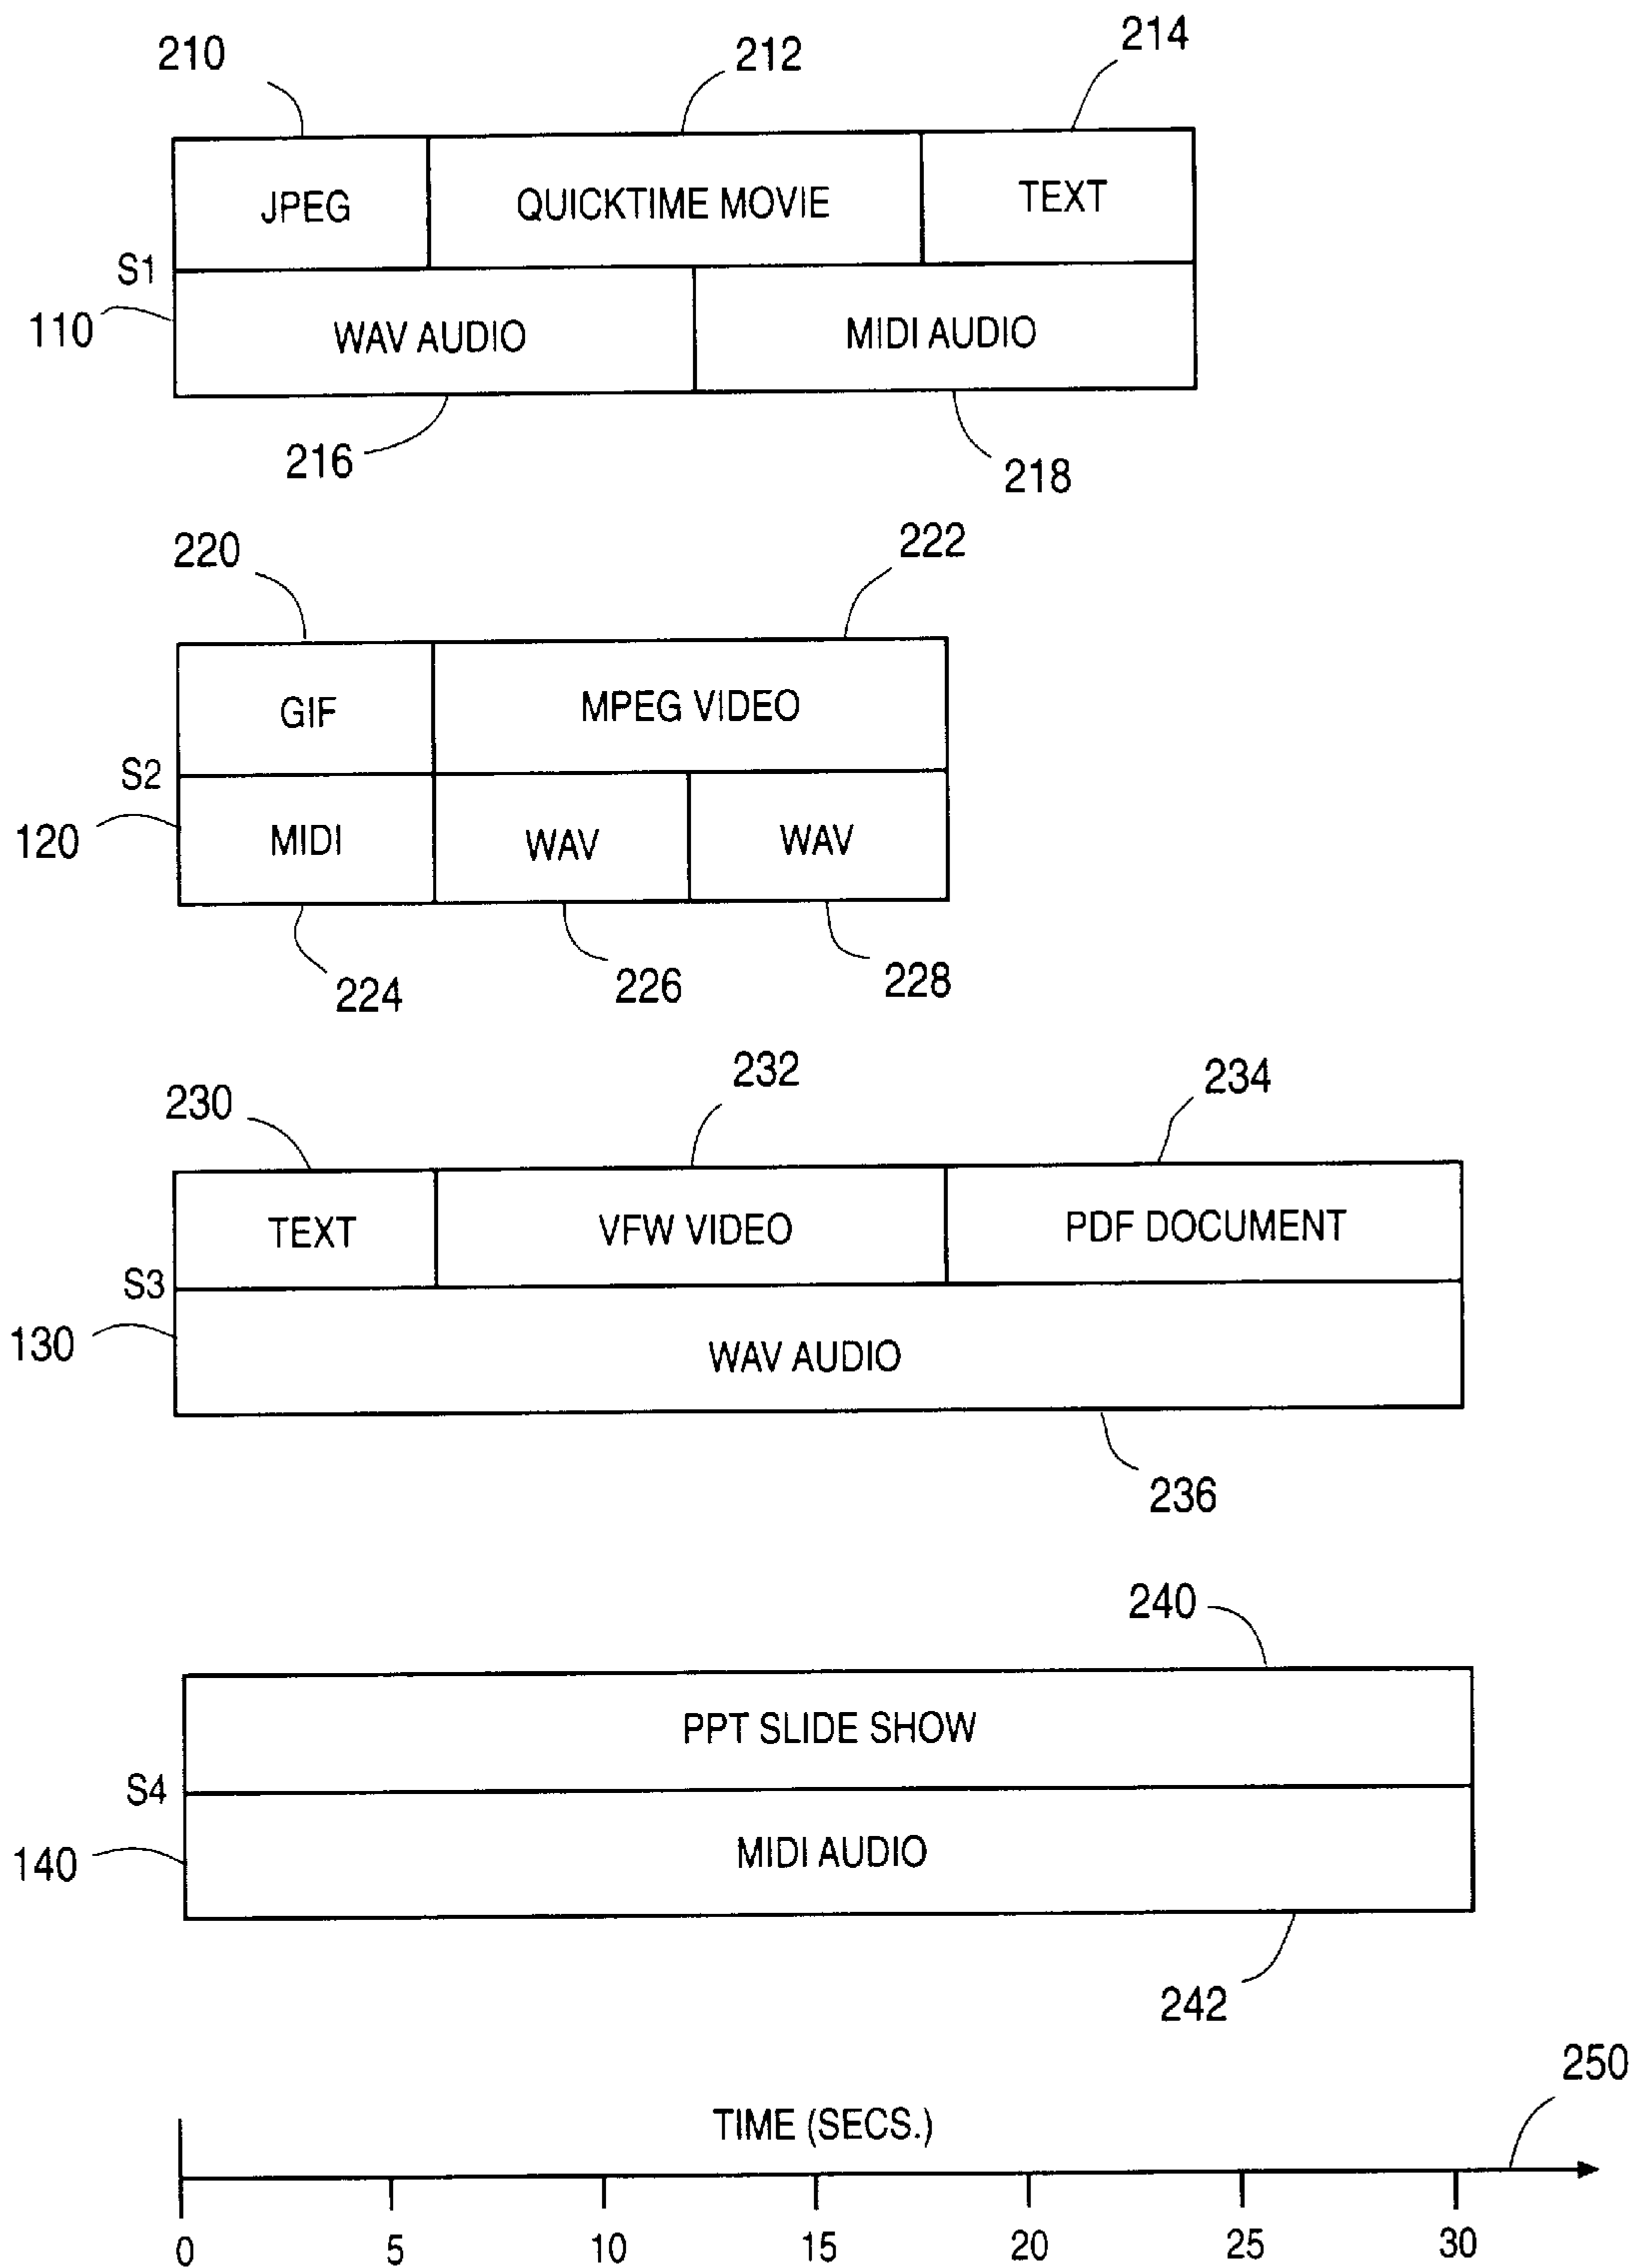 210 212 214
JPEG QUICKTIME MOVIE TEXT
S1
110
WAV AUDIO MIDI AUDIO
216 218
220 222
GIF MPEG VIDEO
S2
120
MIDI WAV WAV
224 226 228
230 232 234
TEXT VFW VIDEO PDF DOCUMENT
S3
130
WAV AUDIO
236
240
PPT SLIDE SHOW
S4
140
MIDI AUDIO
242
250
TIME (SECS.)
0 5 10 15 20 25 30